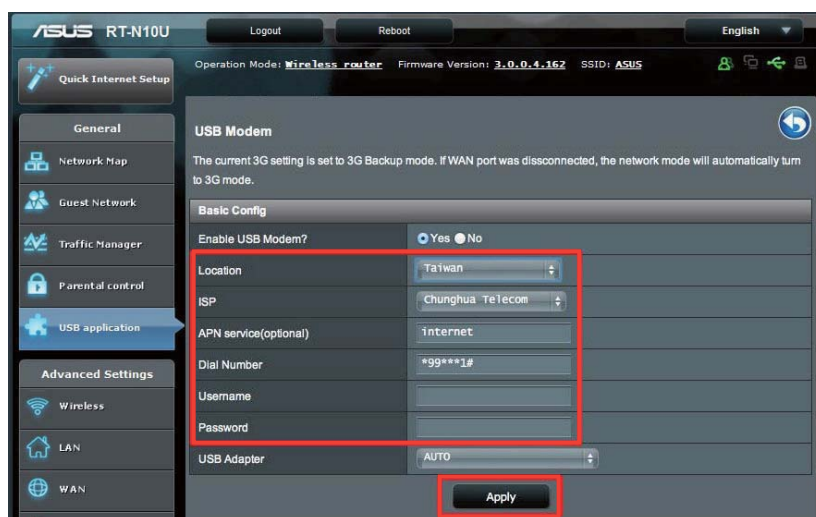 ASUS RT-N10U
Logout
Reboot
English
Quick Internet Setup
Operation Mode: Wireless router Firmware Version: 3.0.0.4.162 SSID: ASUS
General
Network Map
Guest Network
Traffic Manager
Parental control
USB application
Advanced Settings
Wireless
LAN
WAN
USB Modem
The current 3G setting is set to 3G Backup mode. If WAN port was dissconnected, the network mode will automatically turn
to 3G mode.
Basic Config
Enable USB Modem? Yes No
Location Taiwan
ISP Chunghua Telecom
APN service(optional) internet
Dial Number *99***1#
Username
Password
USB Adapter AUTO
Apply